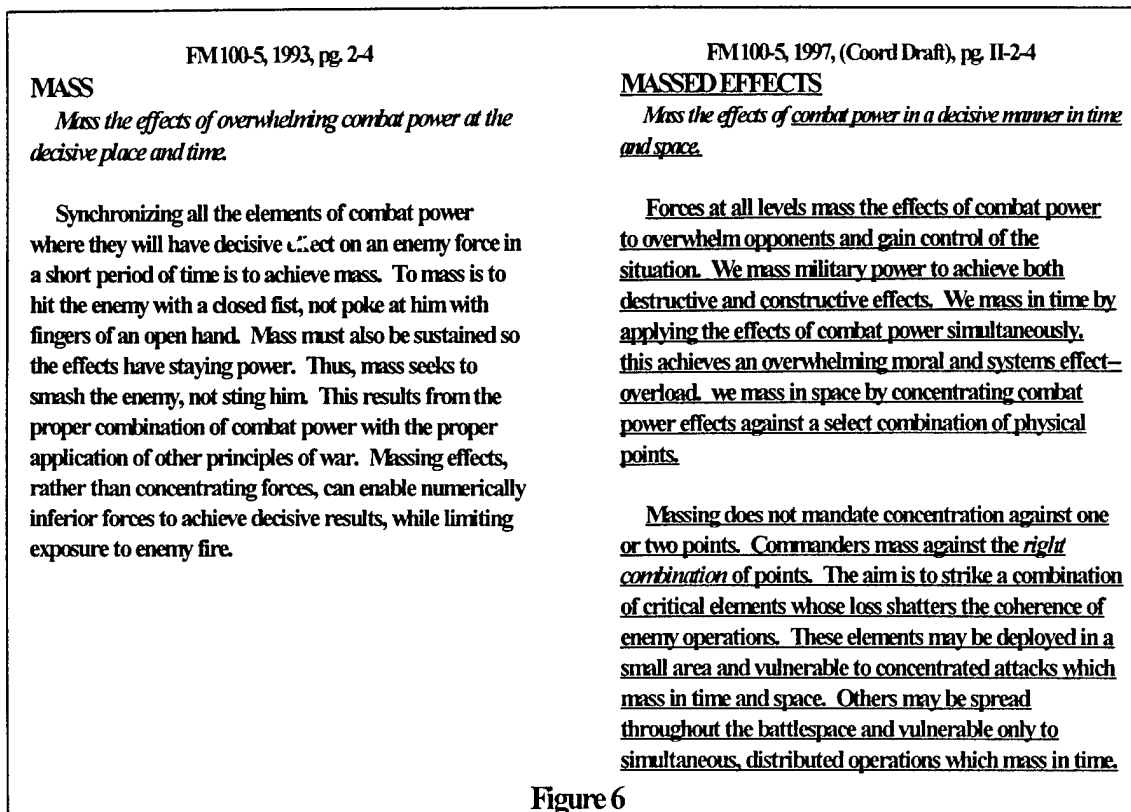 FM 100-5, 1993, pg. 2-4
MASS
Mass the effects of overwhelming combat power at the
decisive place and time.
Synchronizing all the elements of combat power
where they will have decisive effect on an enemy force in
a short period of time is to achieve mass. To mass is to
hit the enemy with a closed fist, not poke at him with
fingers of an open hand. Mass must also be sustained so
the effects have staying power. Thus, mass seeks to
smash the enemy, not sting him. This results from the
proper combination of combat power with the proper
application of other principles of war. Massing effects,
rather than concentrating forces, can enable numerically
inferior forces to achieve decisive results, while limiting
exposure to enemy fire.
FM 100-5, 1997, (Coord Draft), pg. II-2-4
MASSED EFFECTS
Mass the effects of combat power in a decisive manner in time
and space.
Forces at all levels mass the effects of combat power
to overwhelm opponents and gain control of the
situation. We mass military power to achieve both
destructive and constructive effects. We mass in time by
applying the effects of combat power simultaneously.
this achieves an overwhelming moral and systems effect–
overload. we mass in space by concentrating combat
power effects against a select combination of physical
points.
Massing does not mandate concentration against one
or two points. Commanders mass against the right
combination of points. The aim is to strike a combination
of critical elements whose loss shatters the coherence of
enemy operations. These elements may be deployed in a
small area and vulnerable to concentrated attacks which
mass in time and space. Others may be spread
throughout the battlespace and vulnerable only to
simultaneous, distributed operations which mass in time.
Figure 6